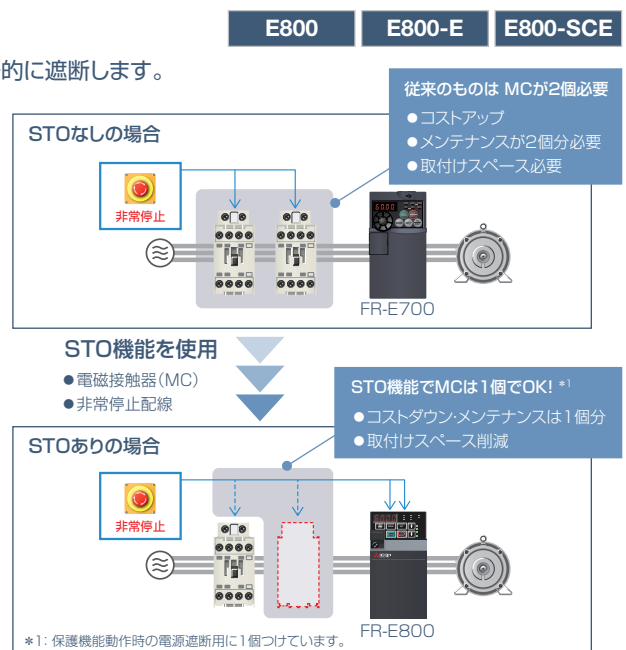 E800
E800-E
E800-SCE
的に遮断します。
従来のものは MCが2個必要
●コストアップ
●メンテナンスが2個分必要
●取付けスペース必要
STOなしの場合
非常停止
FR-E700
STO機能を使用
●電磁接触器(MC)
●非常停止配線
STO機能でMCは1個でOK! *1
●コストダウン・メンテナンスは1個分
●取付けスペース削減
STOありの場合
非常停止
FR-E800
*1: 保護機能動作時の電源遮断用に1個つけています。